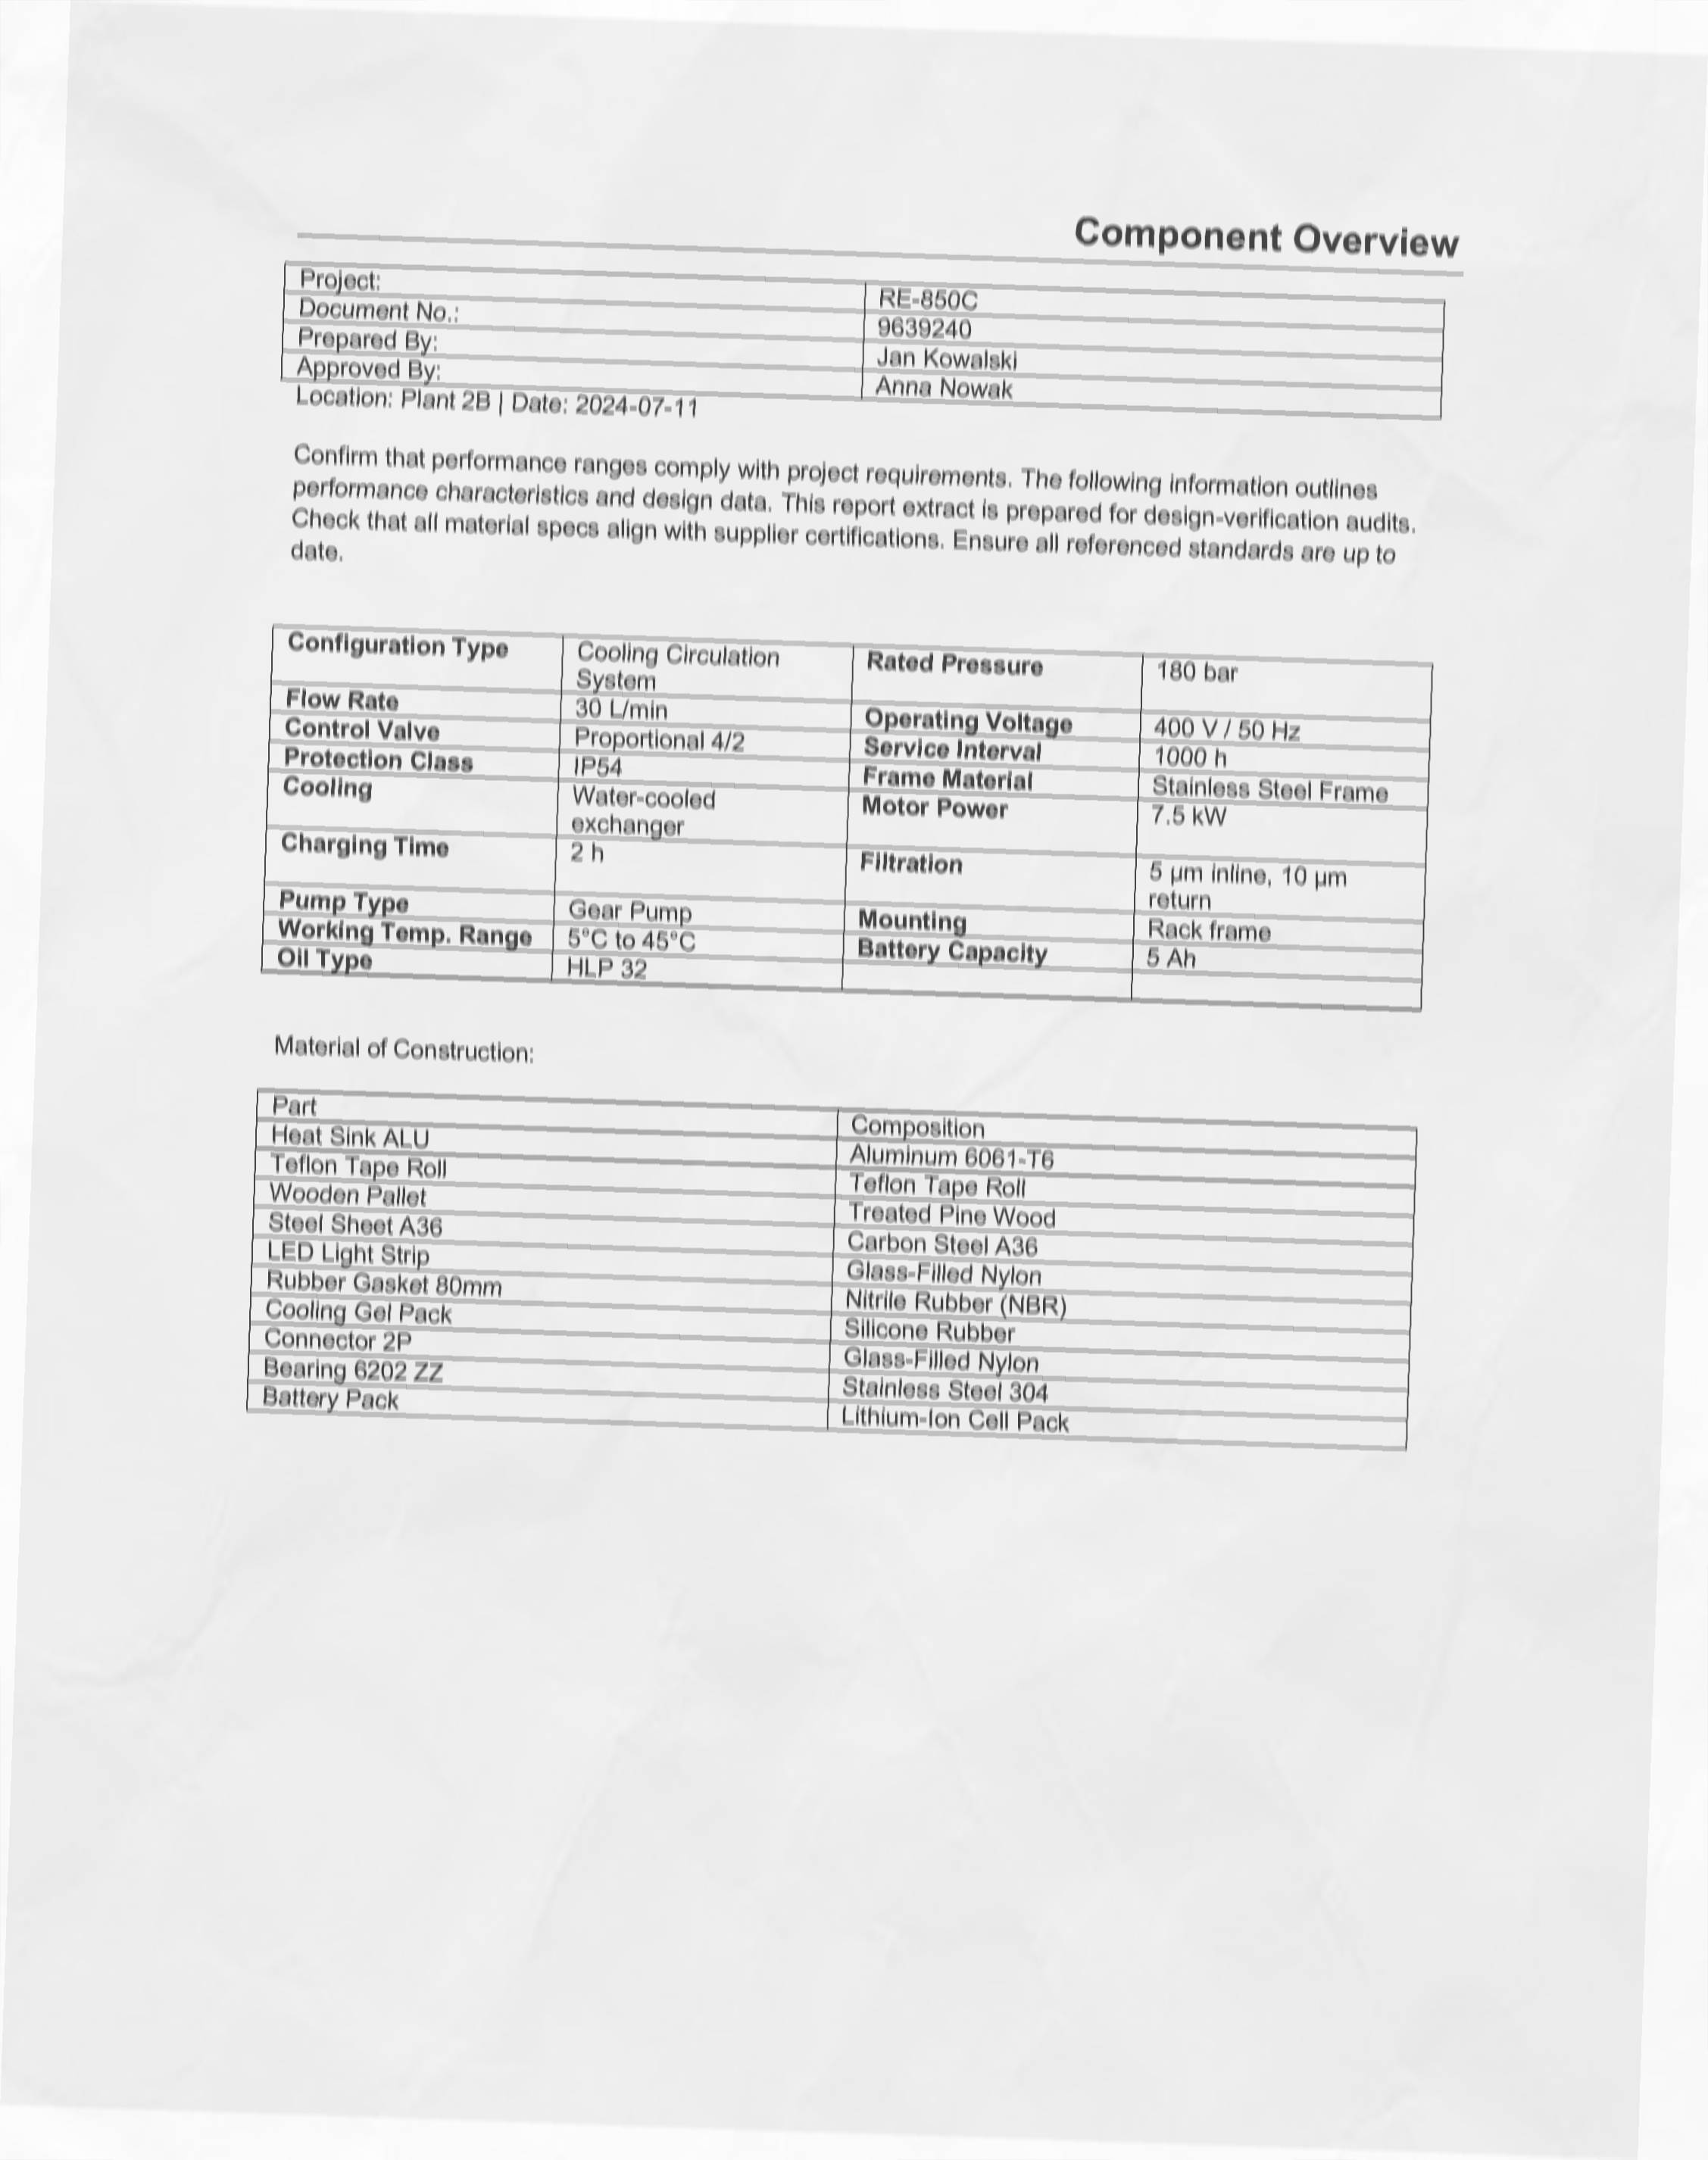 Component Overview
Project: RE-850C
Document No.: 9639240
Prepared By: Jan Kowalski
Approved By: Anna Nowak
Location: Plant 2B | Date: 2024-07-11
Confirm that performance ranges comply with project requirements. The following information outlines
performance characteristics and design data. This report extract is prepared for design-verification audits.
Check that all material specs align with supplier certifications. Ensure all referenced standards are up to
date.
Configuration Type Cooling Circulation System Rated Pressure 180 bar
Flow Rate 30 L/min Operating Voltage 400 V / 50 Hz
Control Valve Proportional 4/2 Service Interval 1000 h
Protection Class IP54 Frame Material Stainless Steel Frame
Cooling Water-cooled exchanger Motor Power 7.5 kW
Charging Time 2 h Filtration 5 µm inline, 10 µm return
Pump Type Gear Pump Mounting Rack frame
Working Temp. Range 5°C to 45°C Battery Capacity 5 Ah
Oil Type HLP 32
Material of Construction:
Part Composition
Heat Sink ALU Aluminum 6061-T6
Teflon Tape Roll Teflon Tape Roll
Wooden Pallet Treated Pine Wood
Steel Sheet A36 Carbon Steel A36
LED Light Strip Glass-Filled Nylon
Rubber Gasket 80mm Nitrile Rubber (NBR)
Cooling Gel Pack Silicone Rubber
Connector 2P Glass-Filled Nylon
Bearing 6202 ZZ Stainless Steel 304
Battery Pack Lithium-Ion Cell Pack